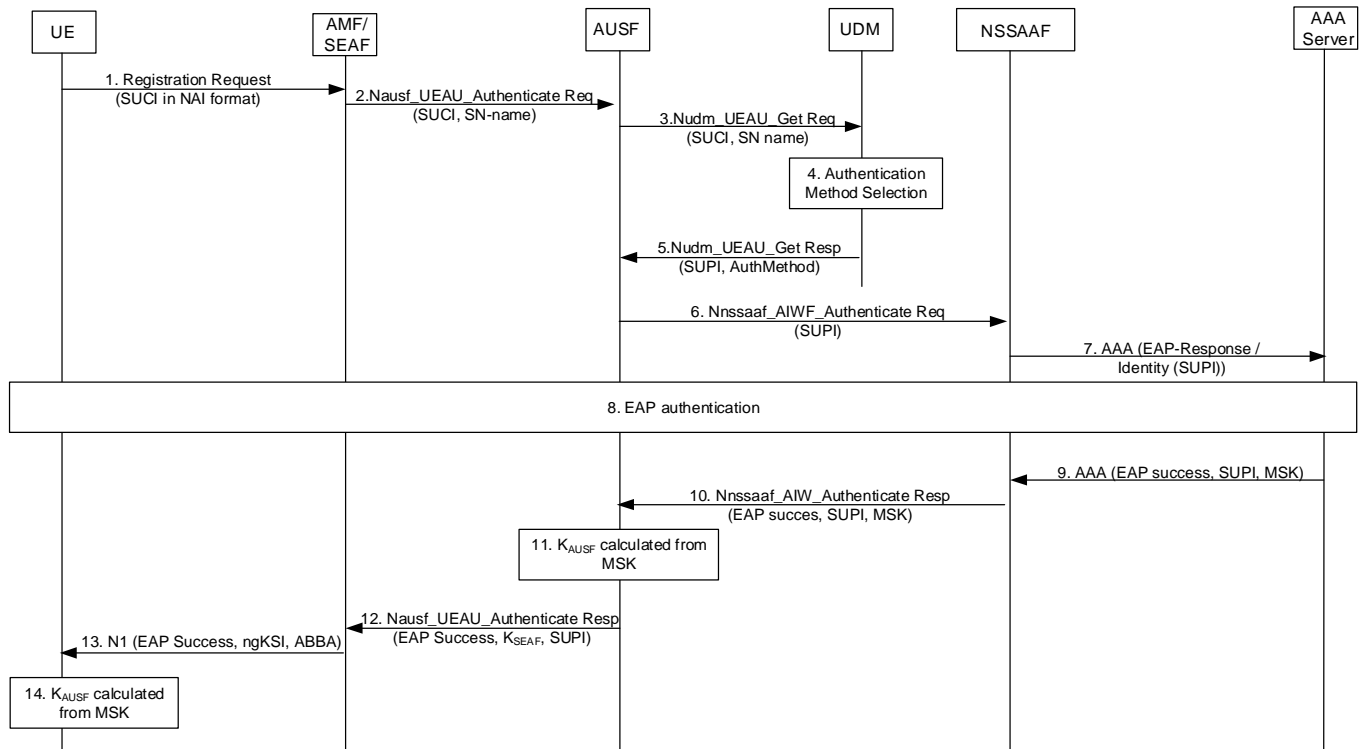 UE
AMF/
SEAF
AUSF
UDM
NSSAAF
AAA
Server
1. Registration Request
(SUCI in NAI format)
2.Nausf_UEAU_Authenticate Req
(SUCI, SN-name)
3.Nudm_UEAU_Get Req
(SUCI, SN name)
4. Authentication
Method Selection
5.Nudm_UEAU_Get Resp
(SUPI, AuthMethod)
6. Nnssaaf_AIWF_Authenticate Req
(SUPI)
7. AAA (EAP-Response /
Identity (SUPI))
8. EAP authentication
9. AAA (EAP success, SUPI, MSK)
10. Nnssaaf_AIW_Authenticate Resp
(EAP succes, SUPI, MSK)
11. KAUSF calculated from
MSK
12. Nausf_UEAU_Authenticate Resp
(EAP Success, KSEAF, SUPI)
13. N1 (EAP Success, ngKSI, ABBA)
14. KAUSF calculated
from MSK